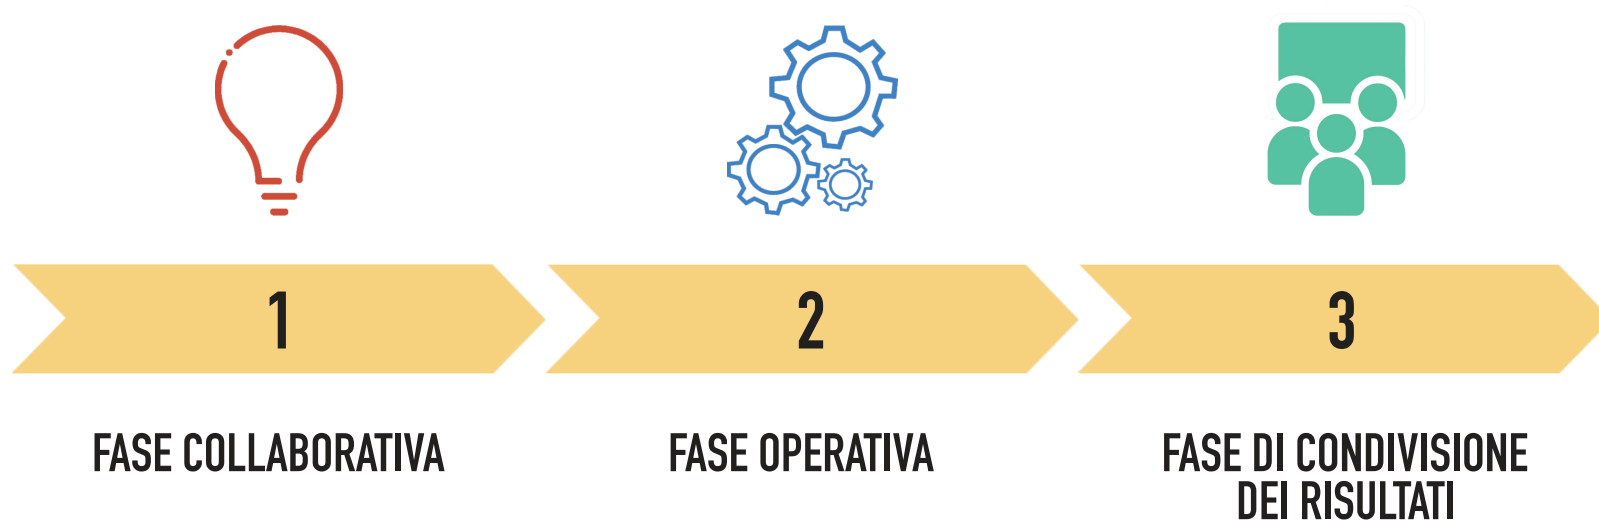 1
2
3
FASE COLLABORATIVA
FASE OPERATIVA
FASE DI CONDIVISIONE
DEI RISULTATI